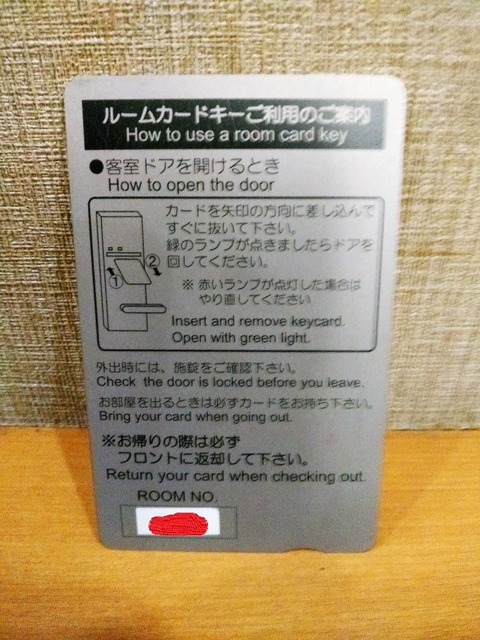 ルームカードキーご利用のご案内
How to use a room card key
●客室ドアを開けるとき
How to open the door
カードを矢印の方向に差し込んで
すぐに抜いて下さい。
緑のランプが点きましたらドアを
回してください。
※ 赤いランプが点灯した場合は
やり直してください
① ②
Insert and remove keycard.
Open with green light.
外出時には、施錠をご確認下さい。
Check the door is locked before you leave.
お部屋を出るときは必ずカードをお持ち下さい。
Bring your card when going out.
※お帰りの際は必ず
フロントに返却して下さい。
Return your card when checking out.
ROOM NO.